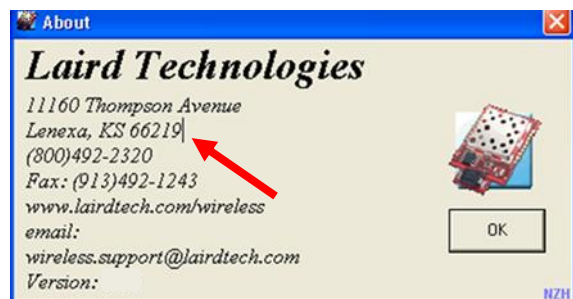 About
Laird Technologies
11160 Thompson Avenue
Lenexa, KS 66219
(800)492-2320
Fax: (913)492-1243
www.lairdtech.com/wireless
email:
wireless.support@lairdtech.com
Version:
OK
NZH